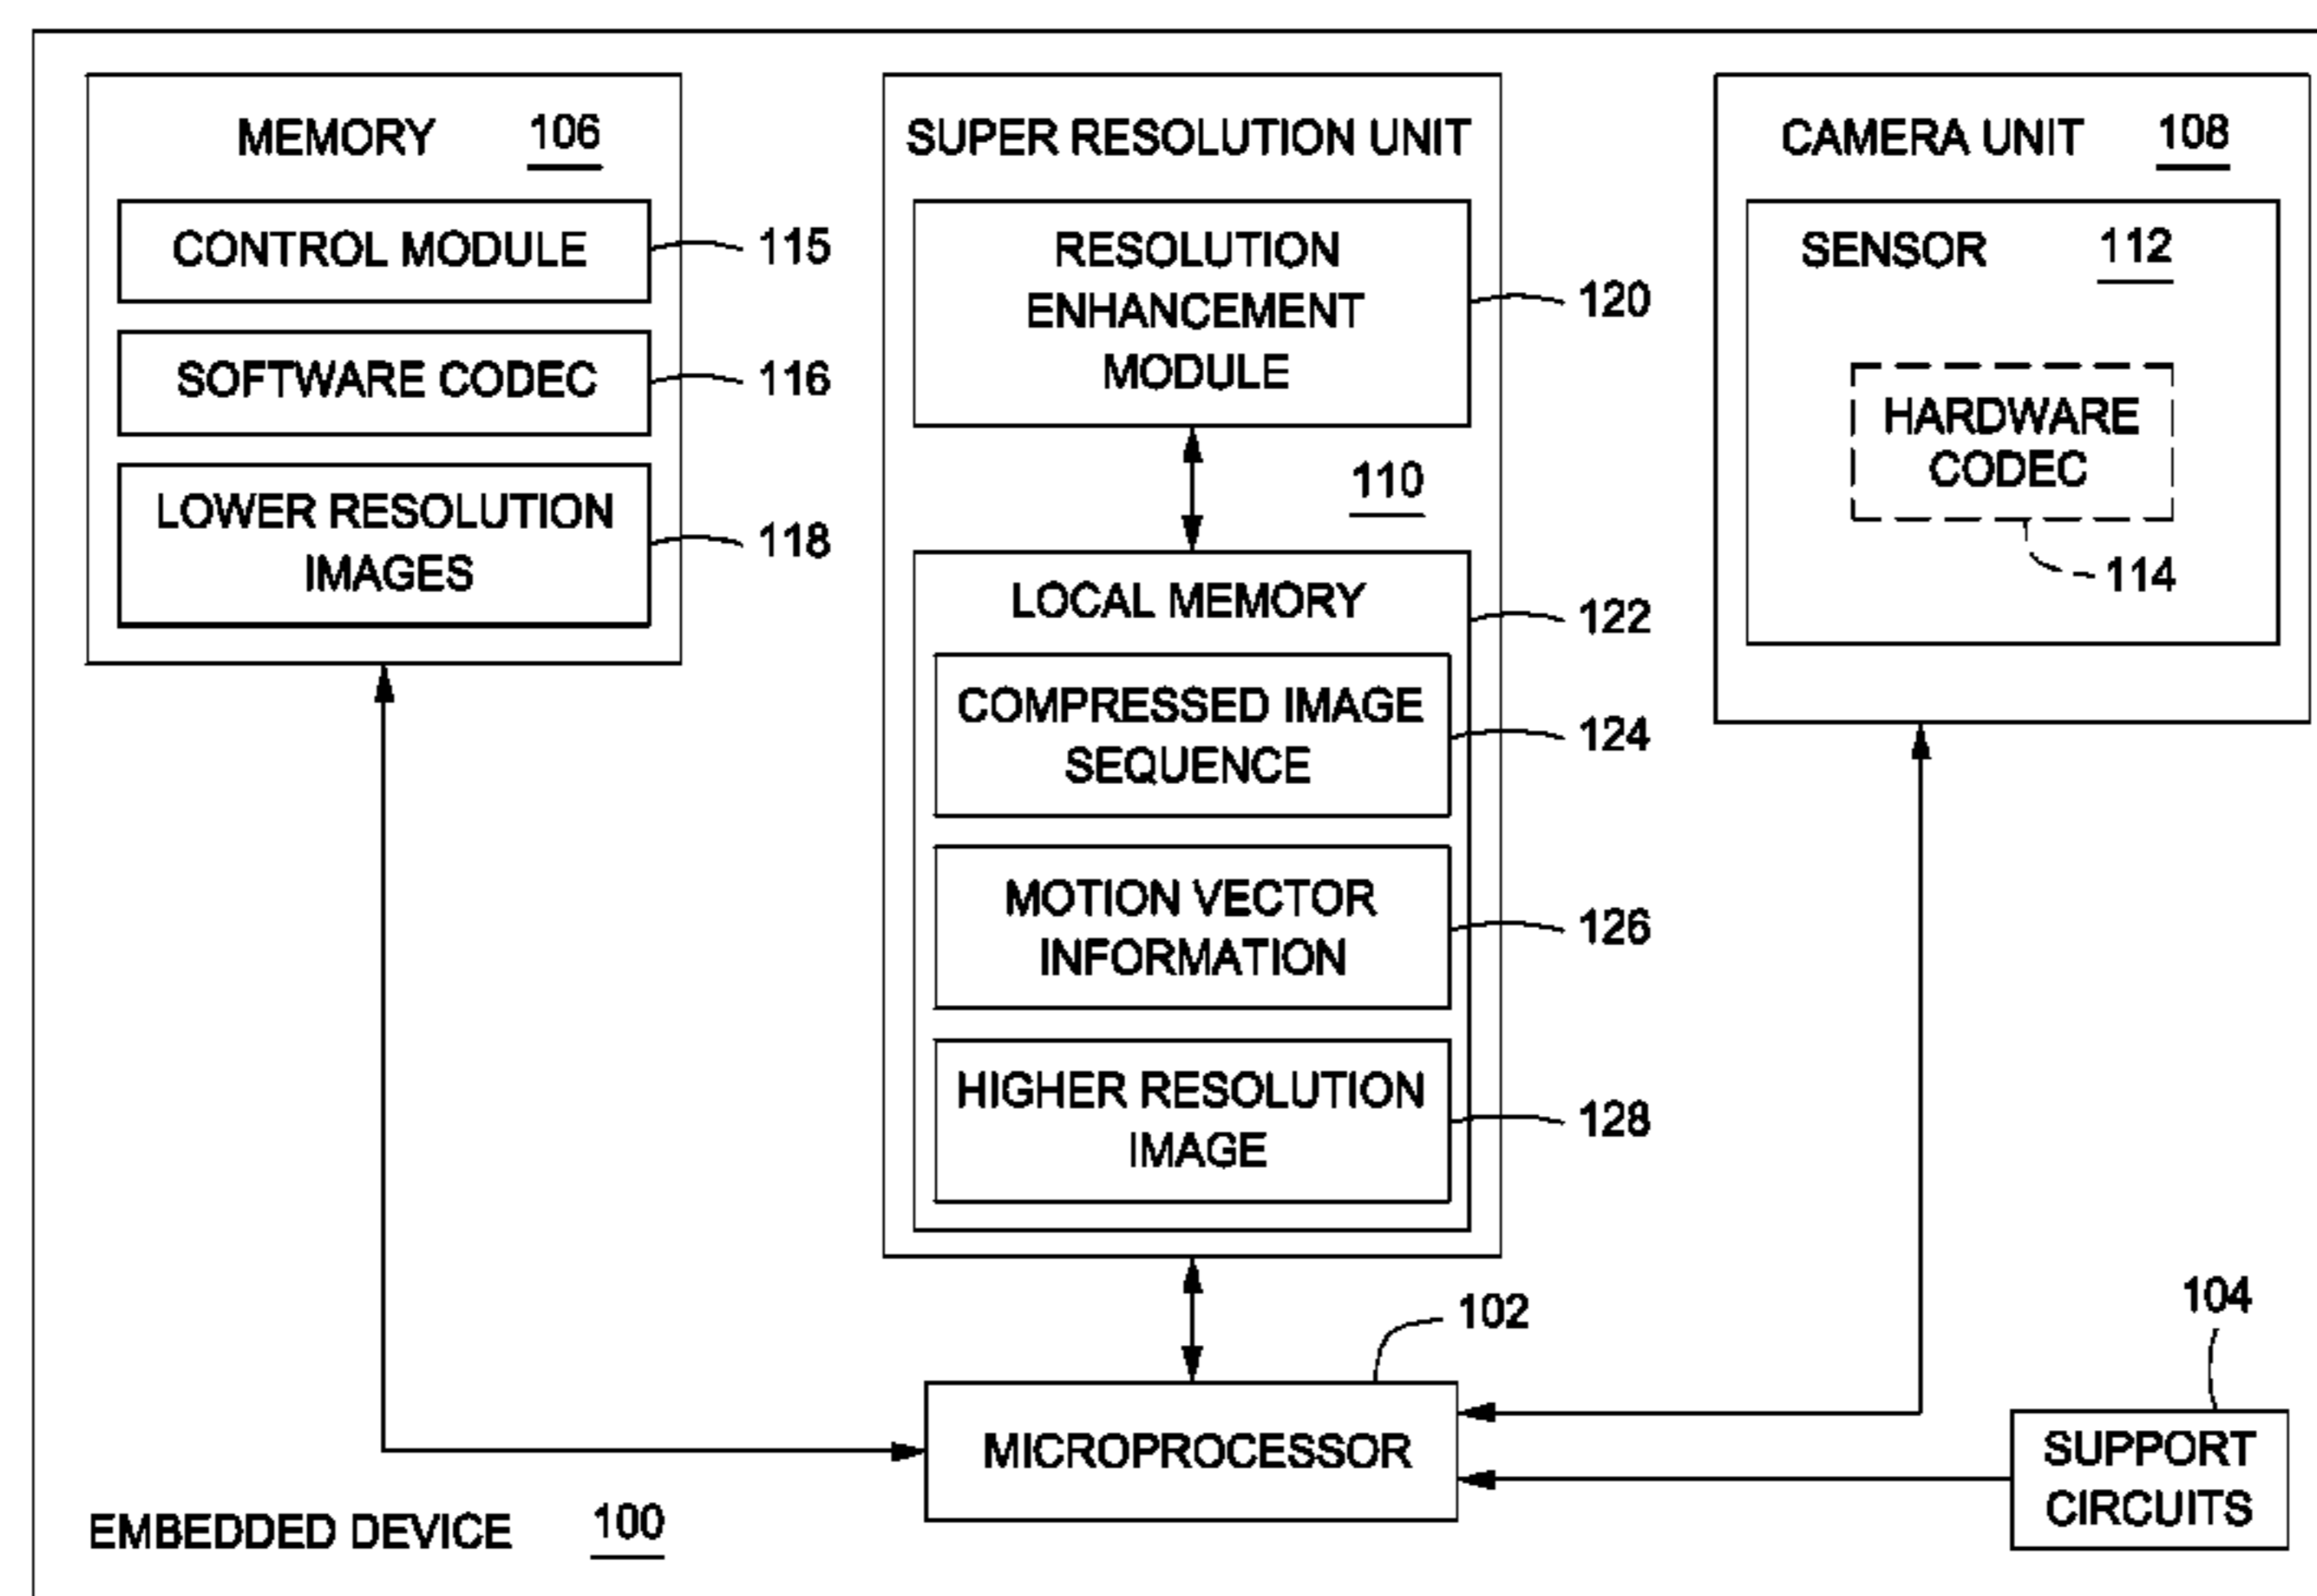 MEMORY 106
CONTROL MODULE
115
SOFTWARE CODEC
116
LOWER RESOLUTION
IMAGES
118
SUPER RESOLUTION UNIT
RESOLUTION
ENHANCEMENT
MODULE
120
110
LOCAL MEMORY
122
COMPRESSED IMAGE
SEQUENCE
124
MOTION VECTOR
INFORMATION
126
HIGHER RESOLUTION
IMAGE
128
CAMERA UNIT 108
SENSOR 112
HARDWARE
CODEC
114
102
MICROPROCESSOR
104
SUPPORT
CIRCUITS
EMBEDDED DEVICE 100